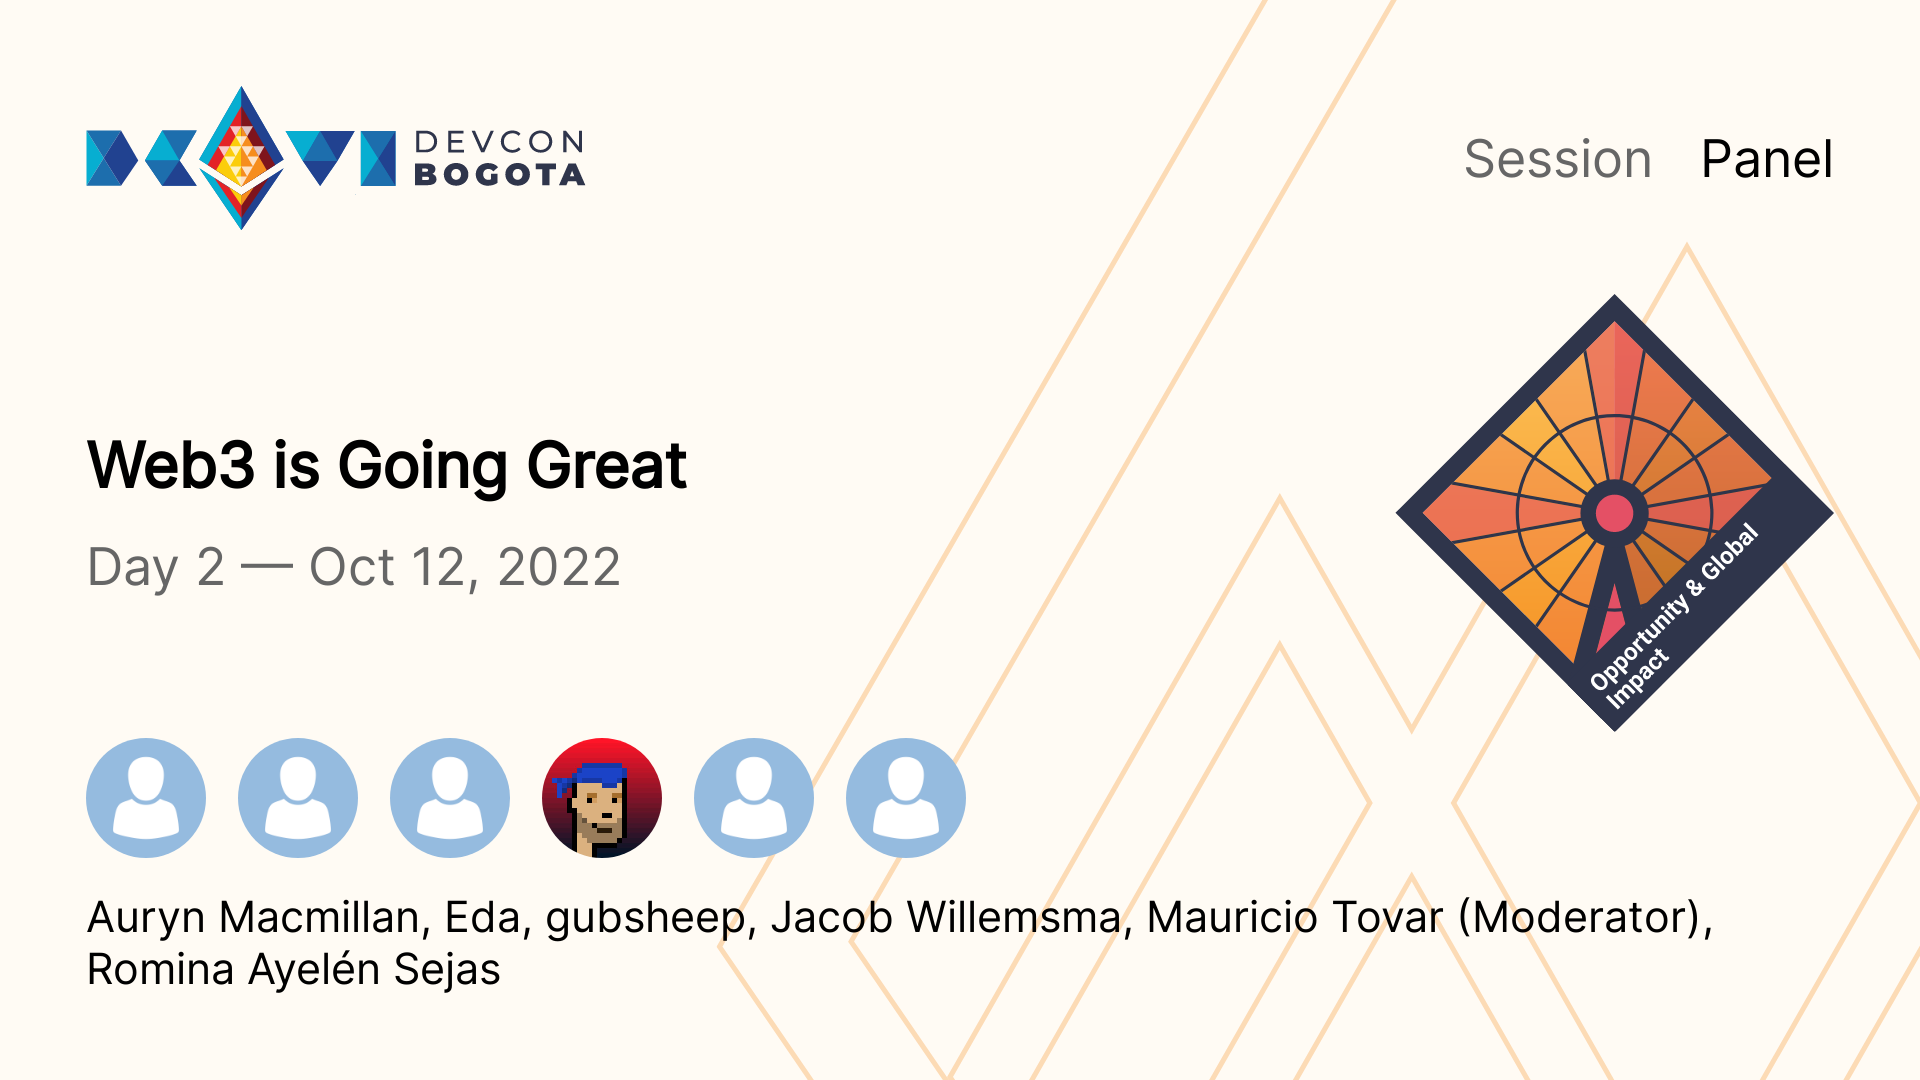 DEVCON
BOGOTA
Session Panel
Web3 is Going Great
Day 2 — Oct 12, 2022
Opportunity & Global
Impact
Auryn Macmillan, Eda, gubsheep, Jacob Willemsma, Mauricio Tovar (Moderator),
Romina Ayelén Sejas